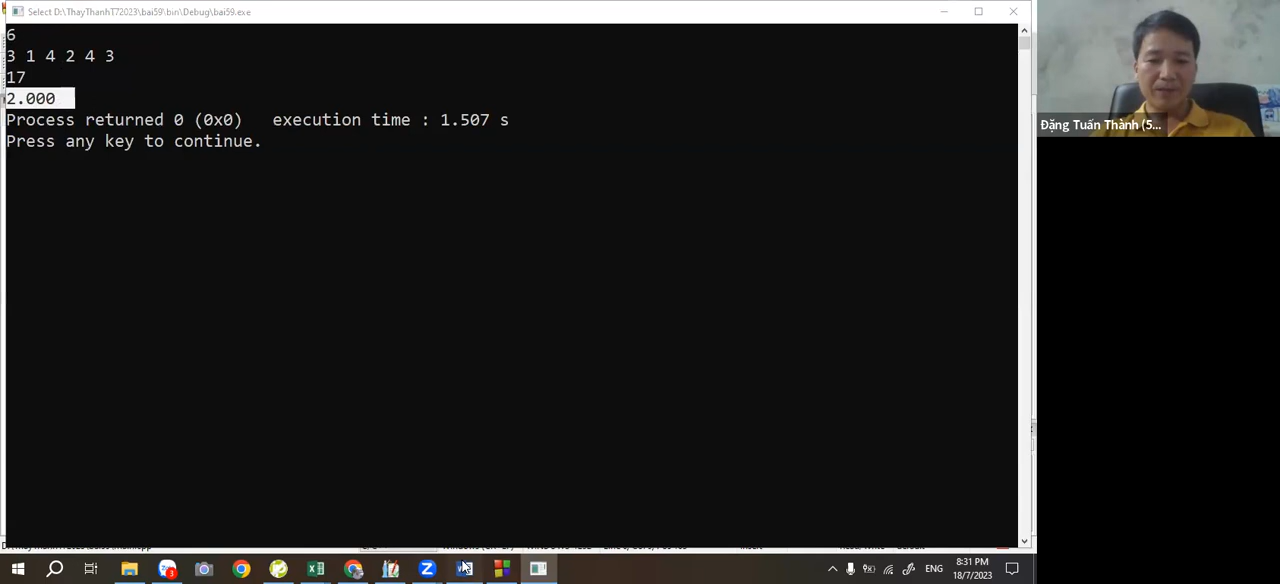 Select D:\ThayThanhT72023\bai59\bin\Debug\bai59.exe
6
3 1 4 2 4 3
17
2.000
Process returned 0 (0x0)   execution time : 1.507 s
Press any key to continue.
Đặng Tuấn Thành (5...
ENG
8:31 PM
18/7/2023